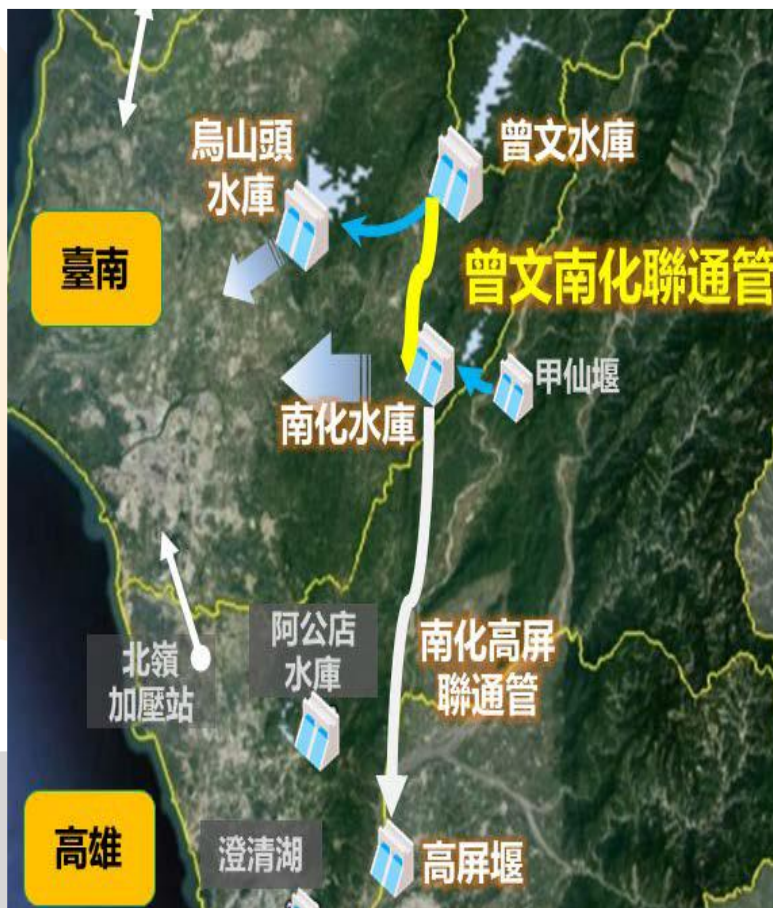 烏山頭
水庫
曾文水庫
臺南
曾文南化聯通管
甲仙堰
南化水庫
阿公店
水庫
南化高屏
聯通管
北嶺
加壓站
高雄
澄清湖
高屏堰